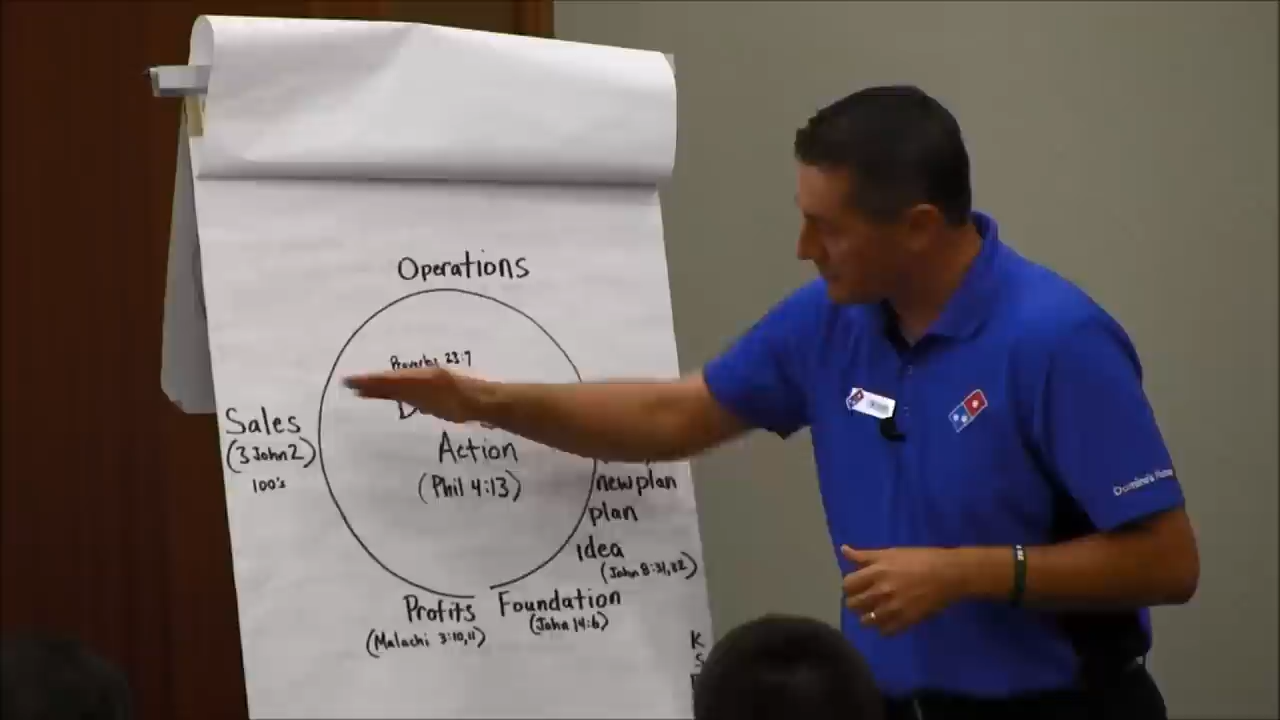 Operations
Proverbs 23:7
Action
(Phil 4:13)
Sales
(3 John 2)
100's
new plan
plan
idea
(John 8:31,32)
Profits
(Malachi 3:10,11)
Foundation
(John 14:6)
K
S
Domino's